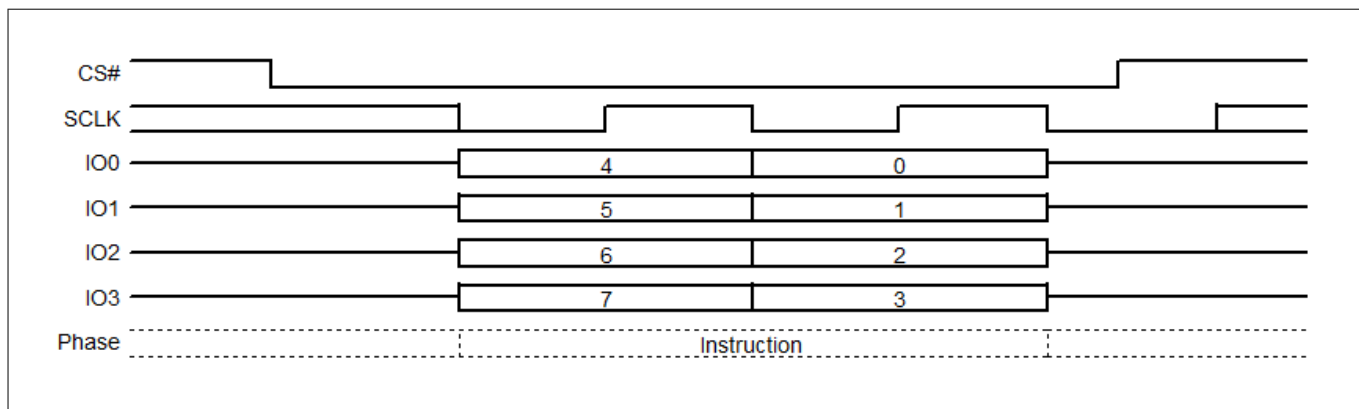 CS#
SCLK
IO0 4 0
IO1 5 1
IO2 6 2
IO3 7 3
Phase Instruction